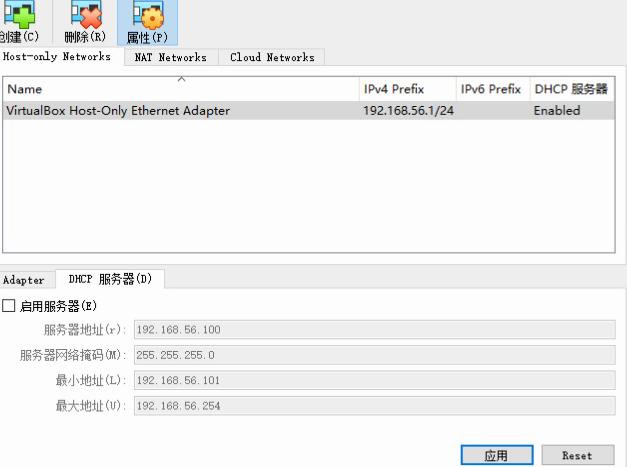 创建(C) 删除(R) 属性(P)
Host-only Networks NAT Networks Cloud Networks
Name IPv4 Prefix IPv6 Prefix DHCP 服务器
VirtualBox Host-Only Ethernet Adapter 192.168.56.1/24 Enabled
Adapter DHCP 服务器(D)
启用服务器(E)
服务器地址(r): 192.168.56.100
服务器网络掩码(M): 255.255.255.0
最小地址(L): 192.168.56.101
最大地址(U): 192.168.56.254
应用 Reset